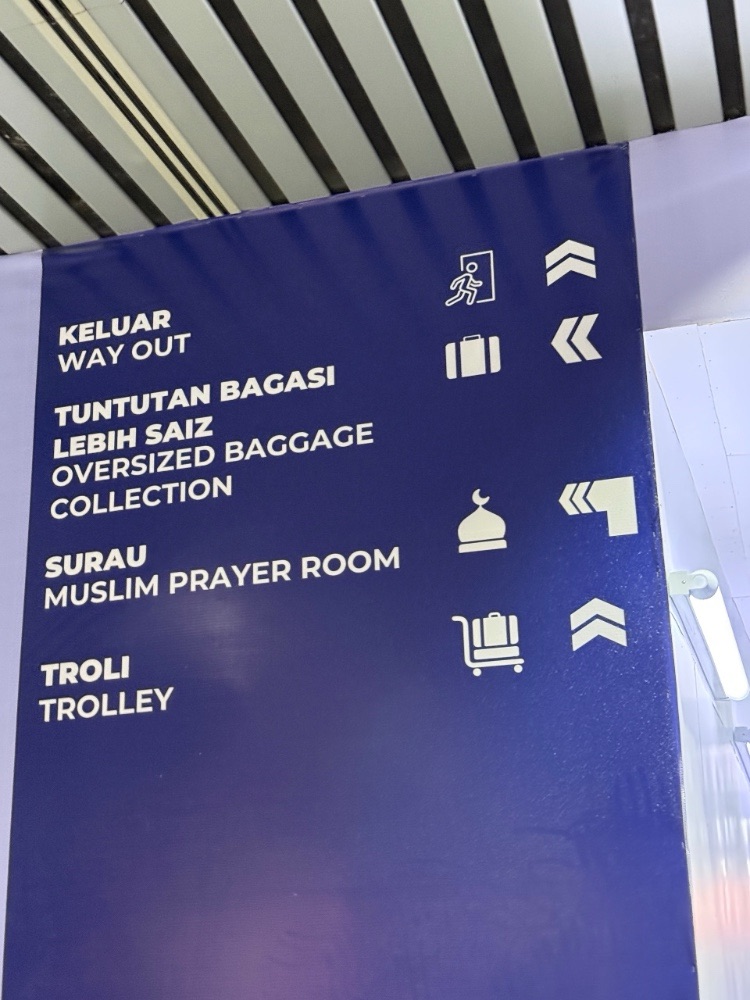 KELUAR
WAY OUT
TUNTUTAN BAGASI
LEBIH SAIZ
OVERSIZED BAGGAGE
COLLECTION
SURAU
MUSLIM PRAYER ROOM
TROLI
TROLLEY